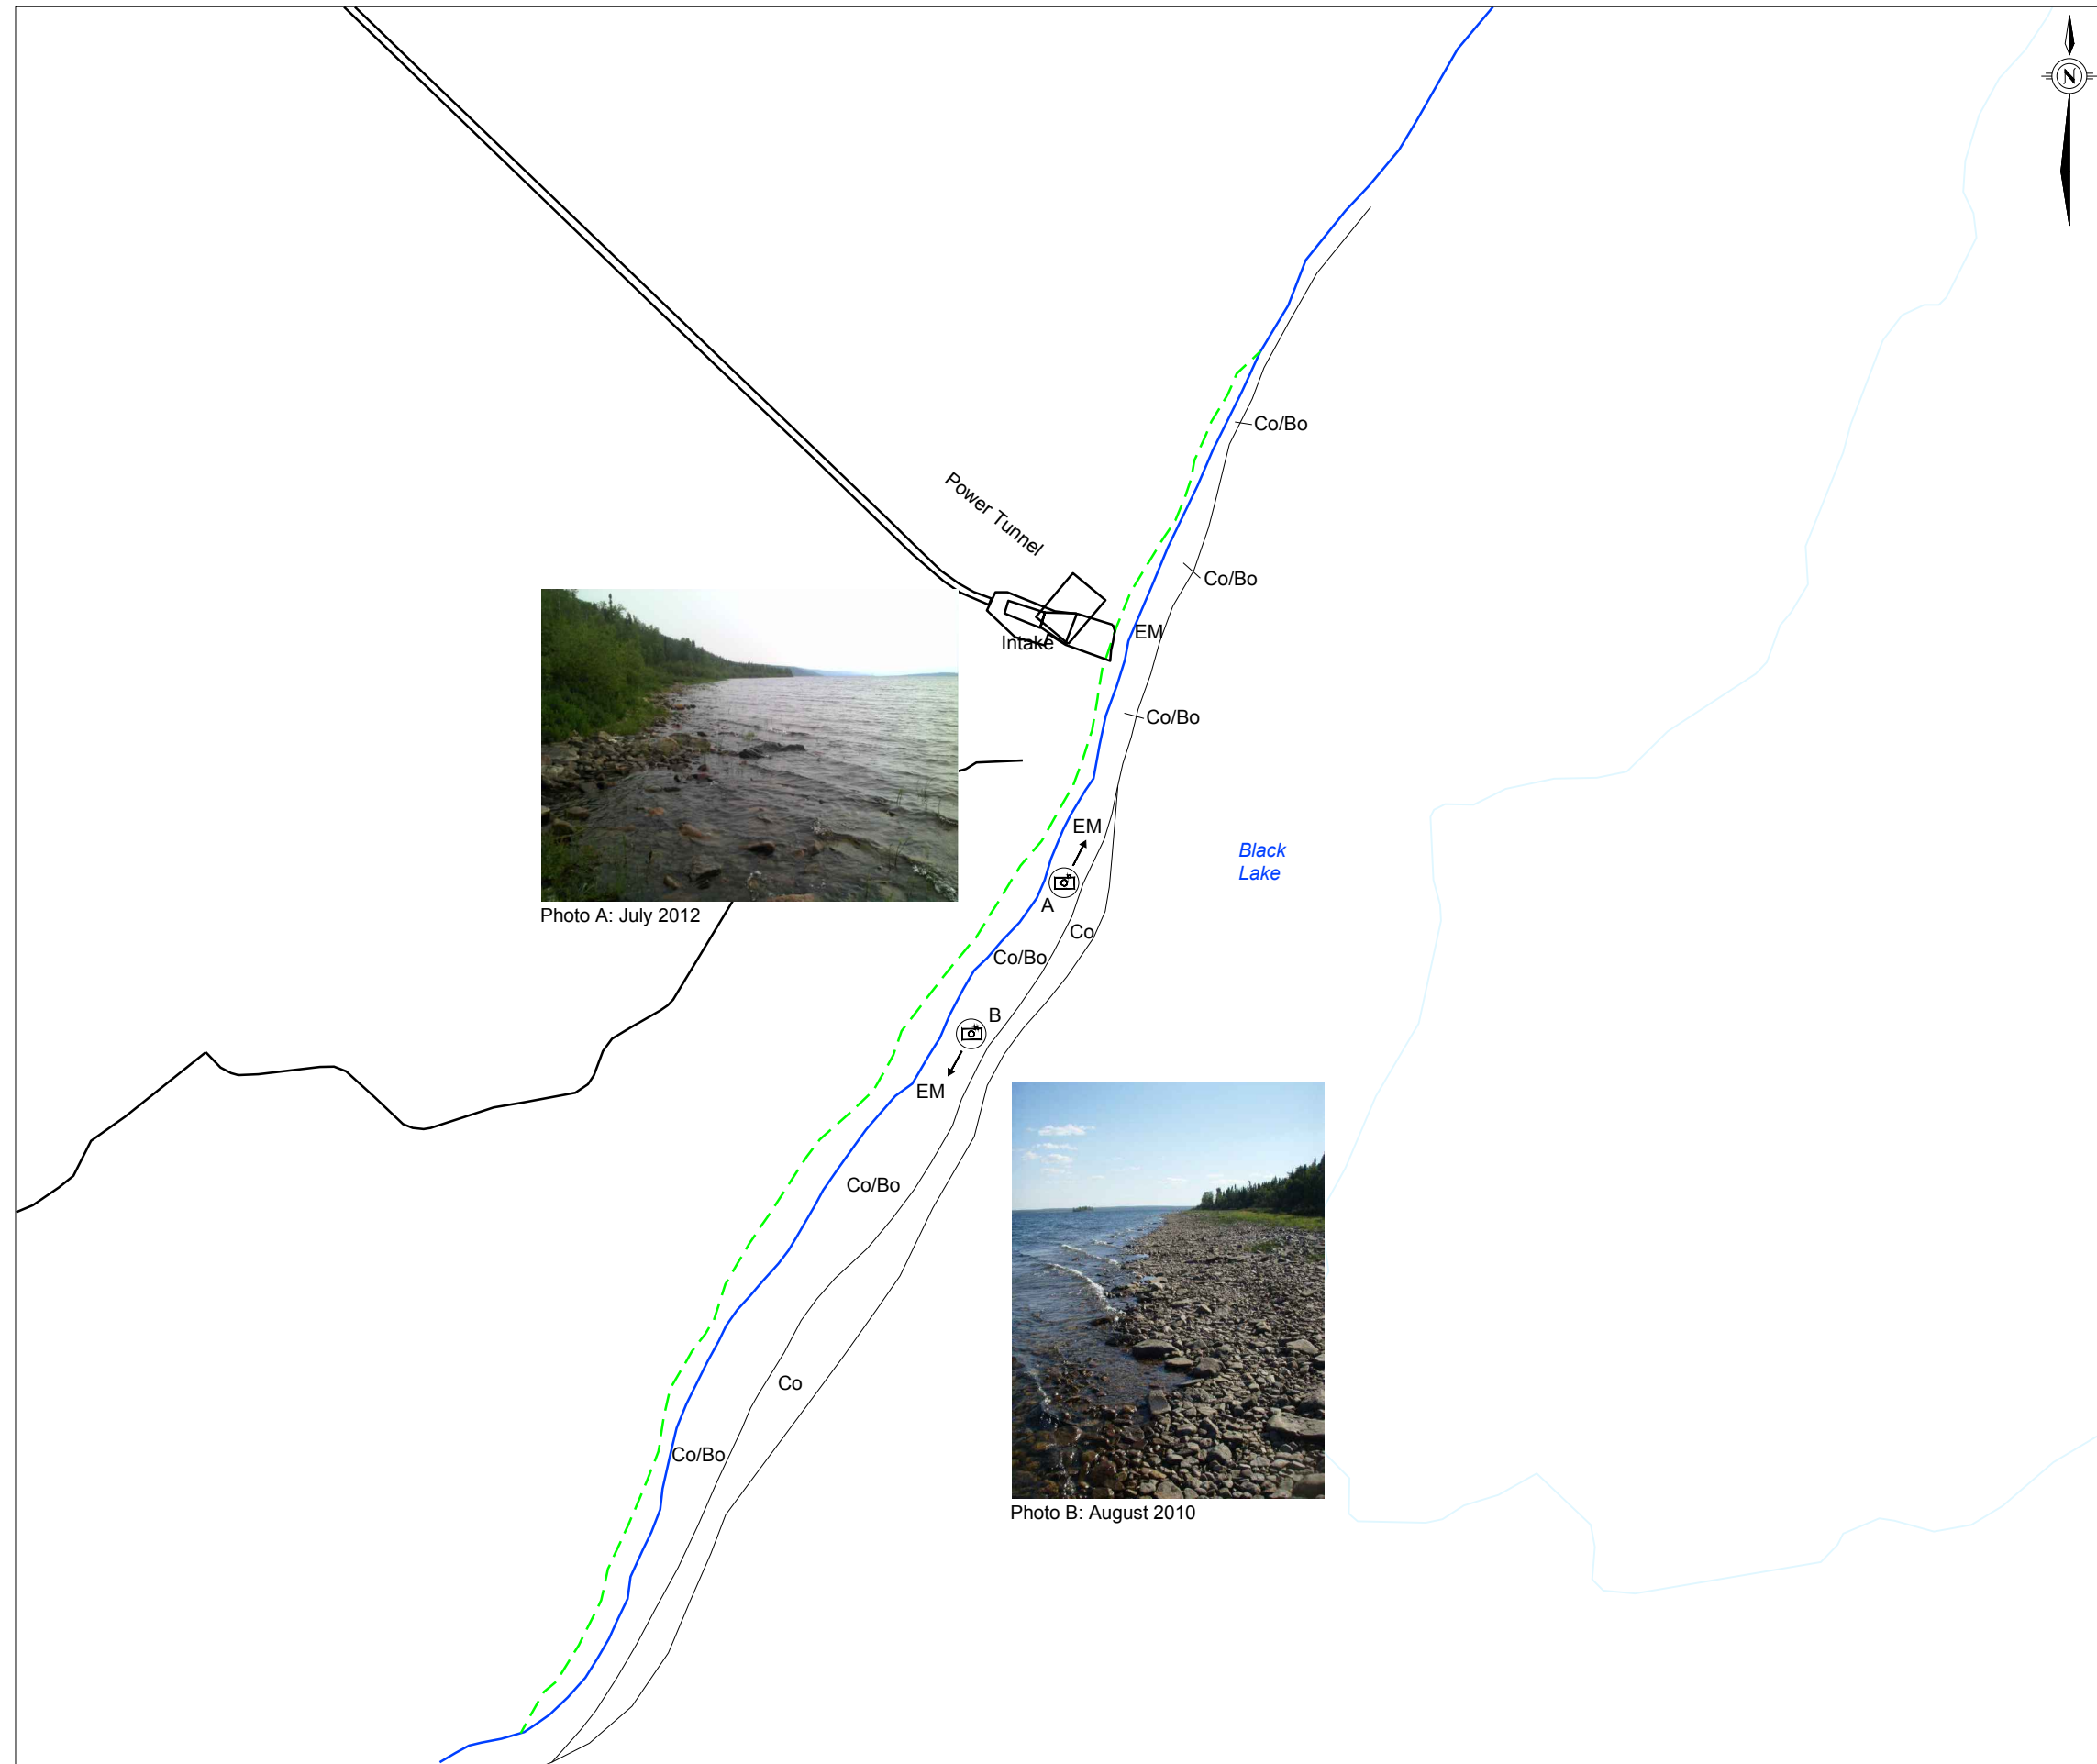 N
Co/Bo
Power Tunnel
Co/Bo
EM
Intake
Co/Bo
EM
Black
Lake
A
Photo A: July 2012
Co
Co/Bo
B
EM
Co/Bo
Co
Co/Bo
Photo B: August 2010